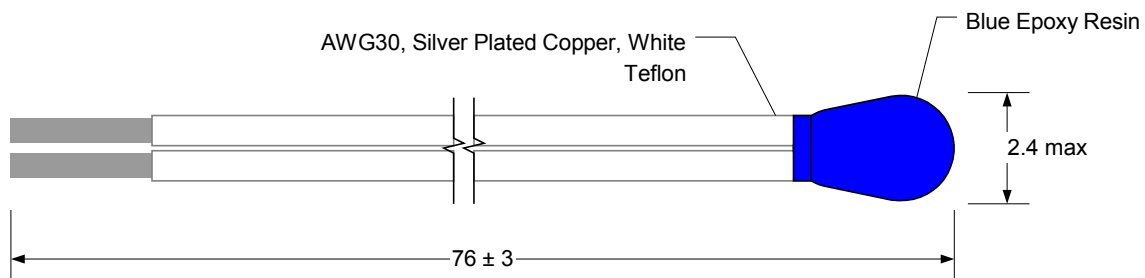 Blue Epoxy Resin
AWG30, Silver Plated Copper, White
Teflon
2.4 max
76 ± 3